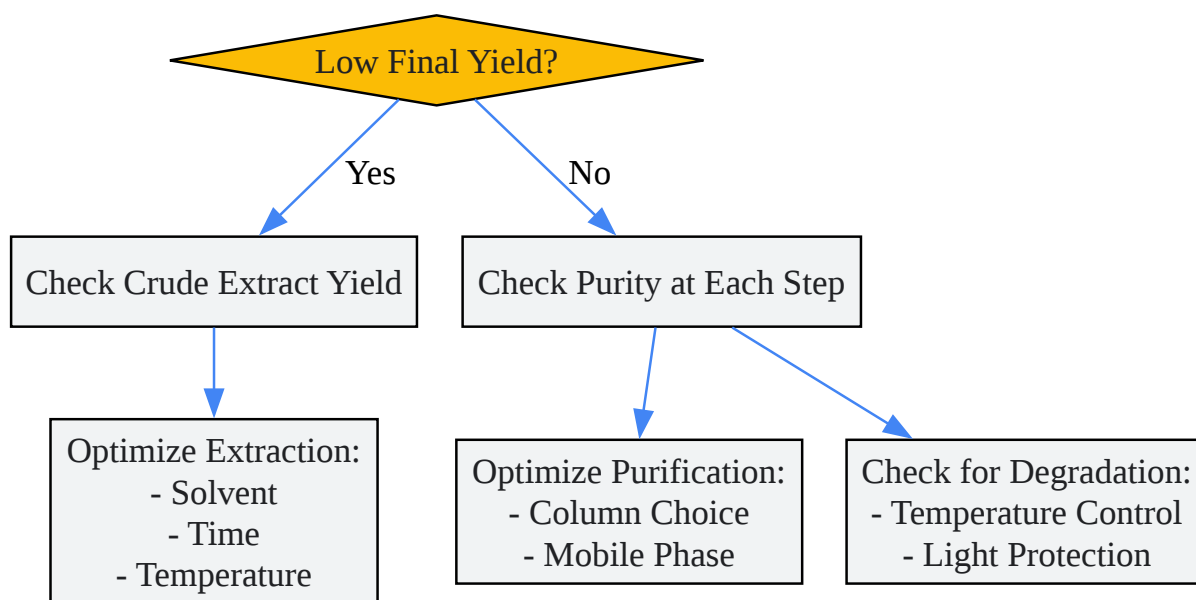 Low Final Yield?
Yes
No
Check Crude Extract Yield
Check Purity at Each Step
Optimize Extraction:
- Solvent
- Time
- Temperature
Optimize Purification:
- Column Choice
- Mobile Phase
Check for Degradation:
- Temperature Control
- Light Protection